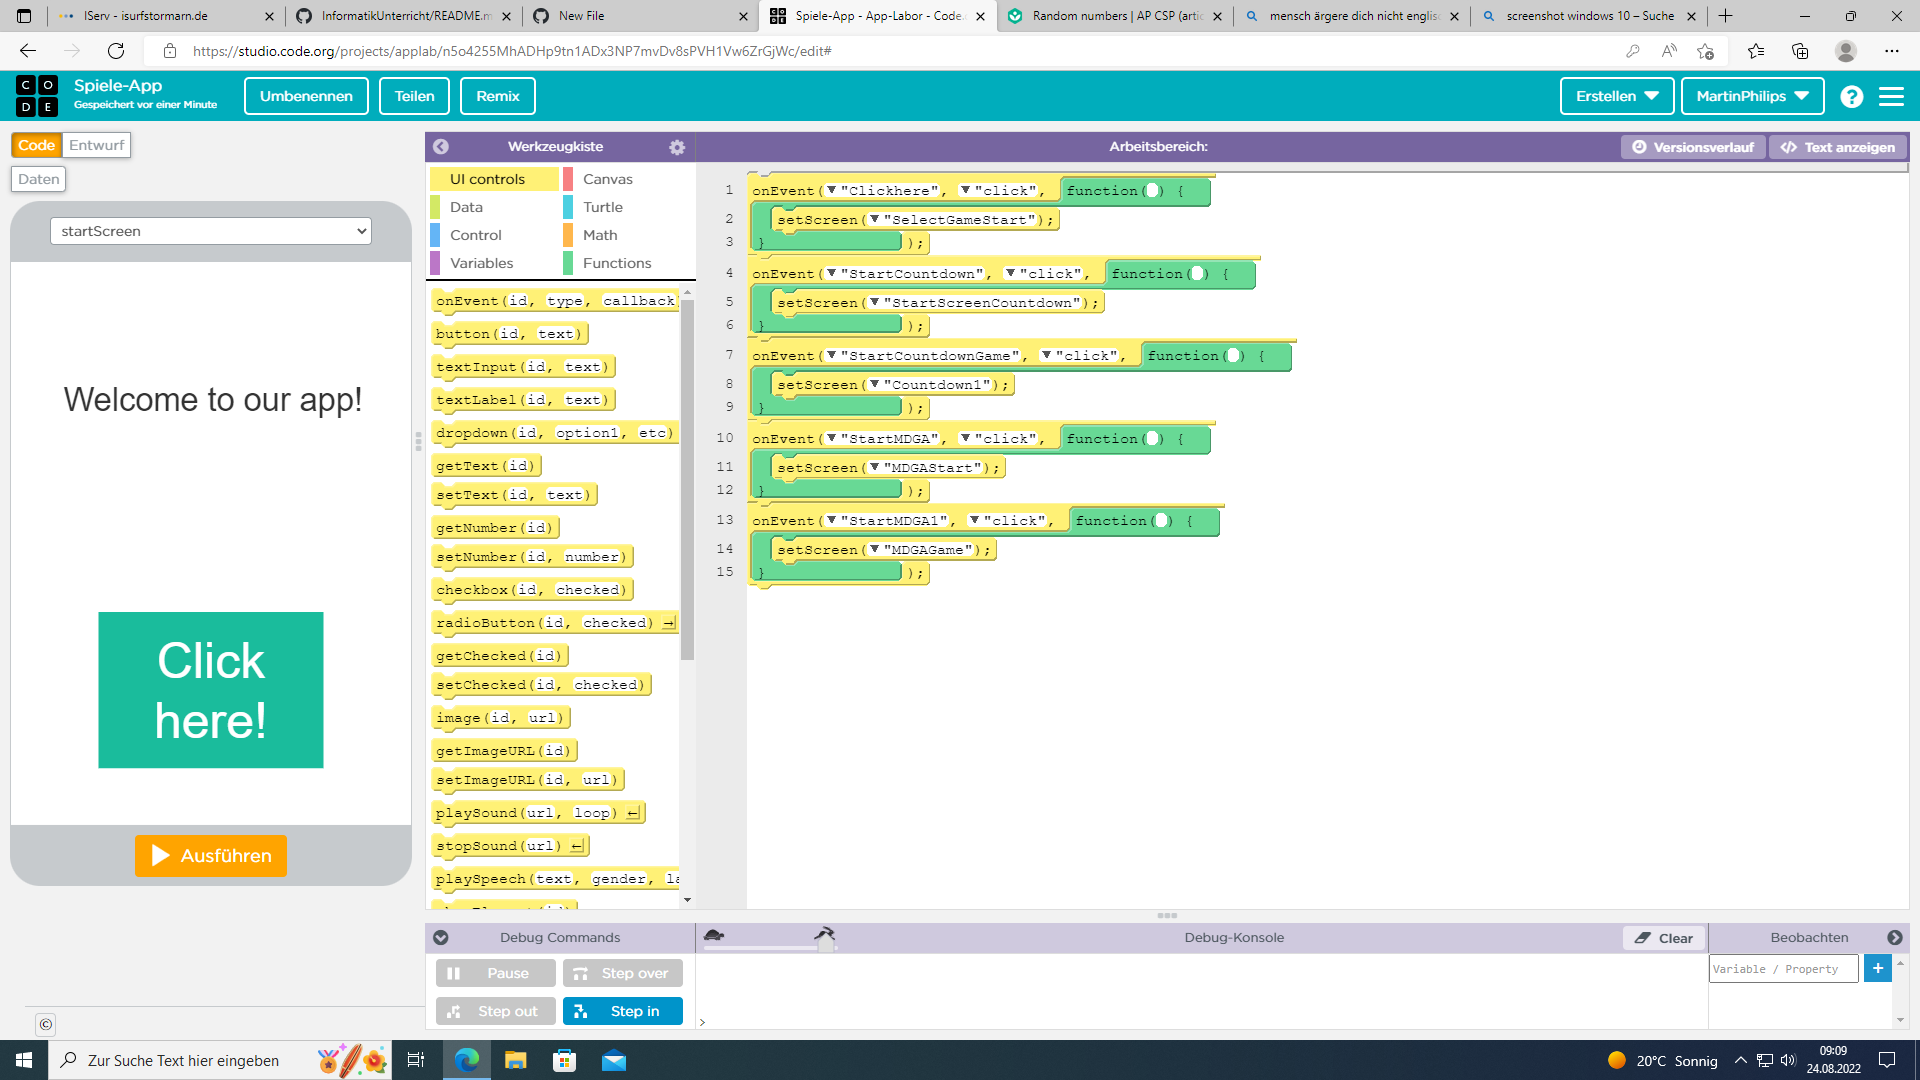 IServ - isurfstormarn.de
InformatikUnterricht/README.m
New File
Spiele-App - App-Labor - Code.
Random numbers | AP CSP (artic
mensch ärgere dich nicht englisc
screenshot windows 10 – Suche
https://studio.code.org/projects/applab/n5o4255MhADHp9tn1ADx3NP7mvDv8sPVH1Vw6ZrGjWc/edit#
C O
D E
Spiele-App
Gespeichert vor einer Minute
Umbenennen
Teilen
Remix
Erstellen
MartinPhilips
?
Code
Entwurf
Daten
startScreen
Welcome to our app!
Click
here!
Ausführen
©
Werkzeugkiste
UI controls
Canvas
Data
Turtle
Control
Math
Variables
Functions
onEvent(id, type, callback)
button(id, text)
textInput(id, text)
textLabel(id, text)
dropdown(id, option1, etc)
getText(id)
setText(id, text)
getNumber(id)
setNumber(id, number)
checkbox(id, checked)
radioButton(id, checked)
getChecked(id)
setChecked(id, checked)
image(id, url)
getImageURL(id)
setImageURL(id, url)
playSound(url, loop)
stopSound(url)
playSpeech(text, gender, la
Arbeitsbereich:
Versionsverlauf
</> Text anzeigen
1 onEvent(▼"Clickhere", ▼"click", function( ) {
2 setScreen(▼"SelectGameStart");
3 } );
4 onEvent(▼"StartCountdown", ▼"click", function( ) {
5 setScreen(▼"StartScreenCountdown");
6 } );
7 onEvent(▼"StartCountdownGame", ▼"click", function( ) {
8 setScreen(▼"Countdown1");
9 } );
10 onEvent(▼"StartMDGA", ▼"click", function( ) {
11 setScreen(▼"MDGAStart");
12 } );
13 onEvent(▼"StartMDGA1", ▼"click", function( ) {
14 setScreen(▼"MDGAGame");
15 } );
Debug Commands
Debug-Konsole
Clear
Beobachten
Pause
Step over
Step out
Step in
>
Variable / Property
+
Zur Suche Text hier eingeben
20°C Sonnig
09:09
24.08.2022